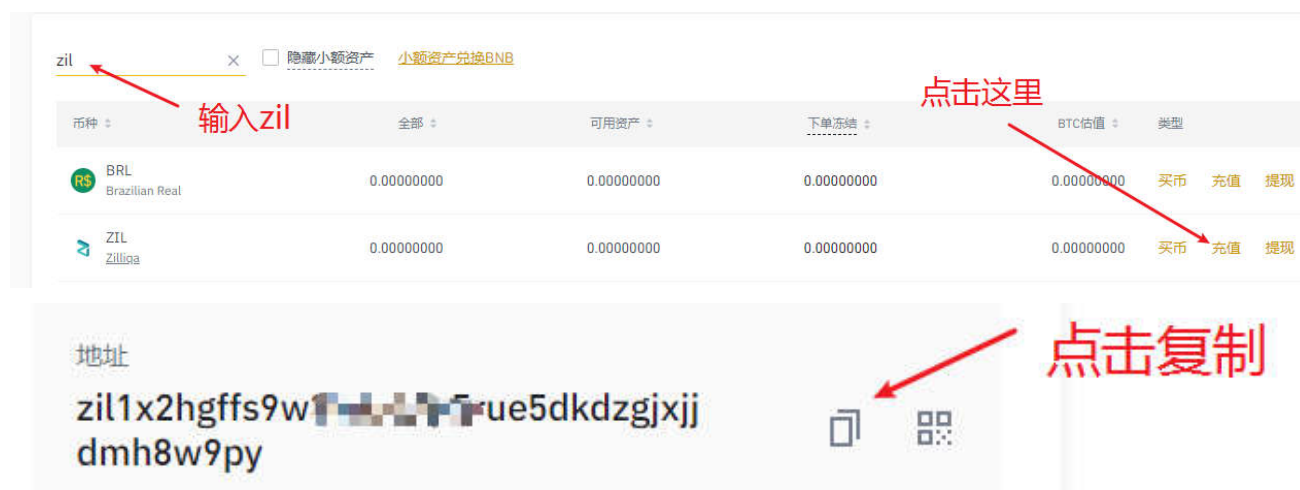 zil × 隐藏小额资产 小额资产兑换BNB
点击这里
输入zil
币种 全部 可用资产 下单冻结 BTC估值 类型
R$ BRL 0.00000000 0.00000000 0.00000000 0.00000000 买币 充值 提现
Brazilian Real
ZIL 0.00000000 0.00000000 0.00000000 0.00000000 买币 充值 提现
Zilliqa
点击复制
地址
zil1x2hgffs9w rue5dkdzgjxjj
dmh8w9py